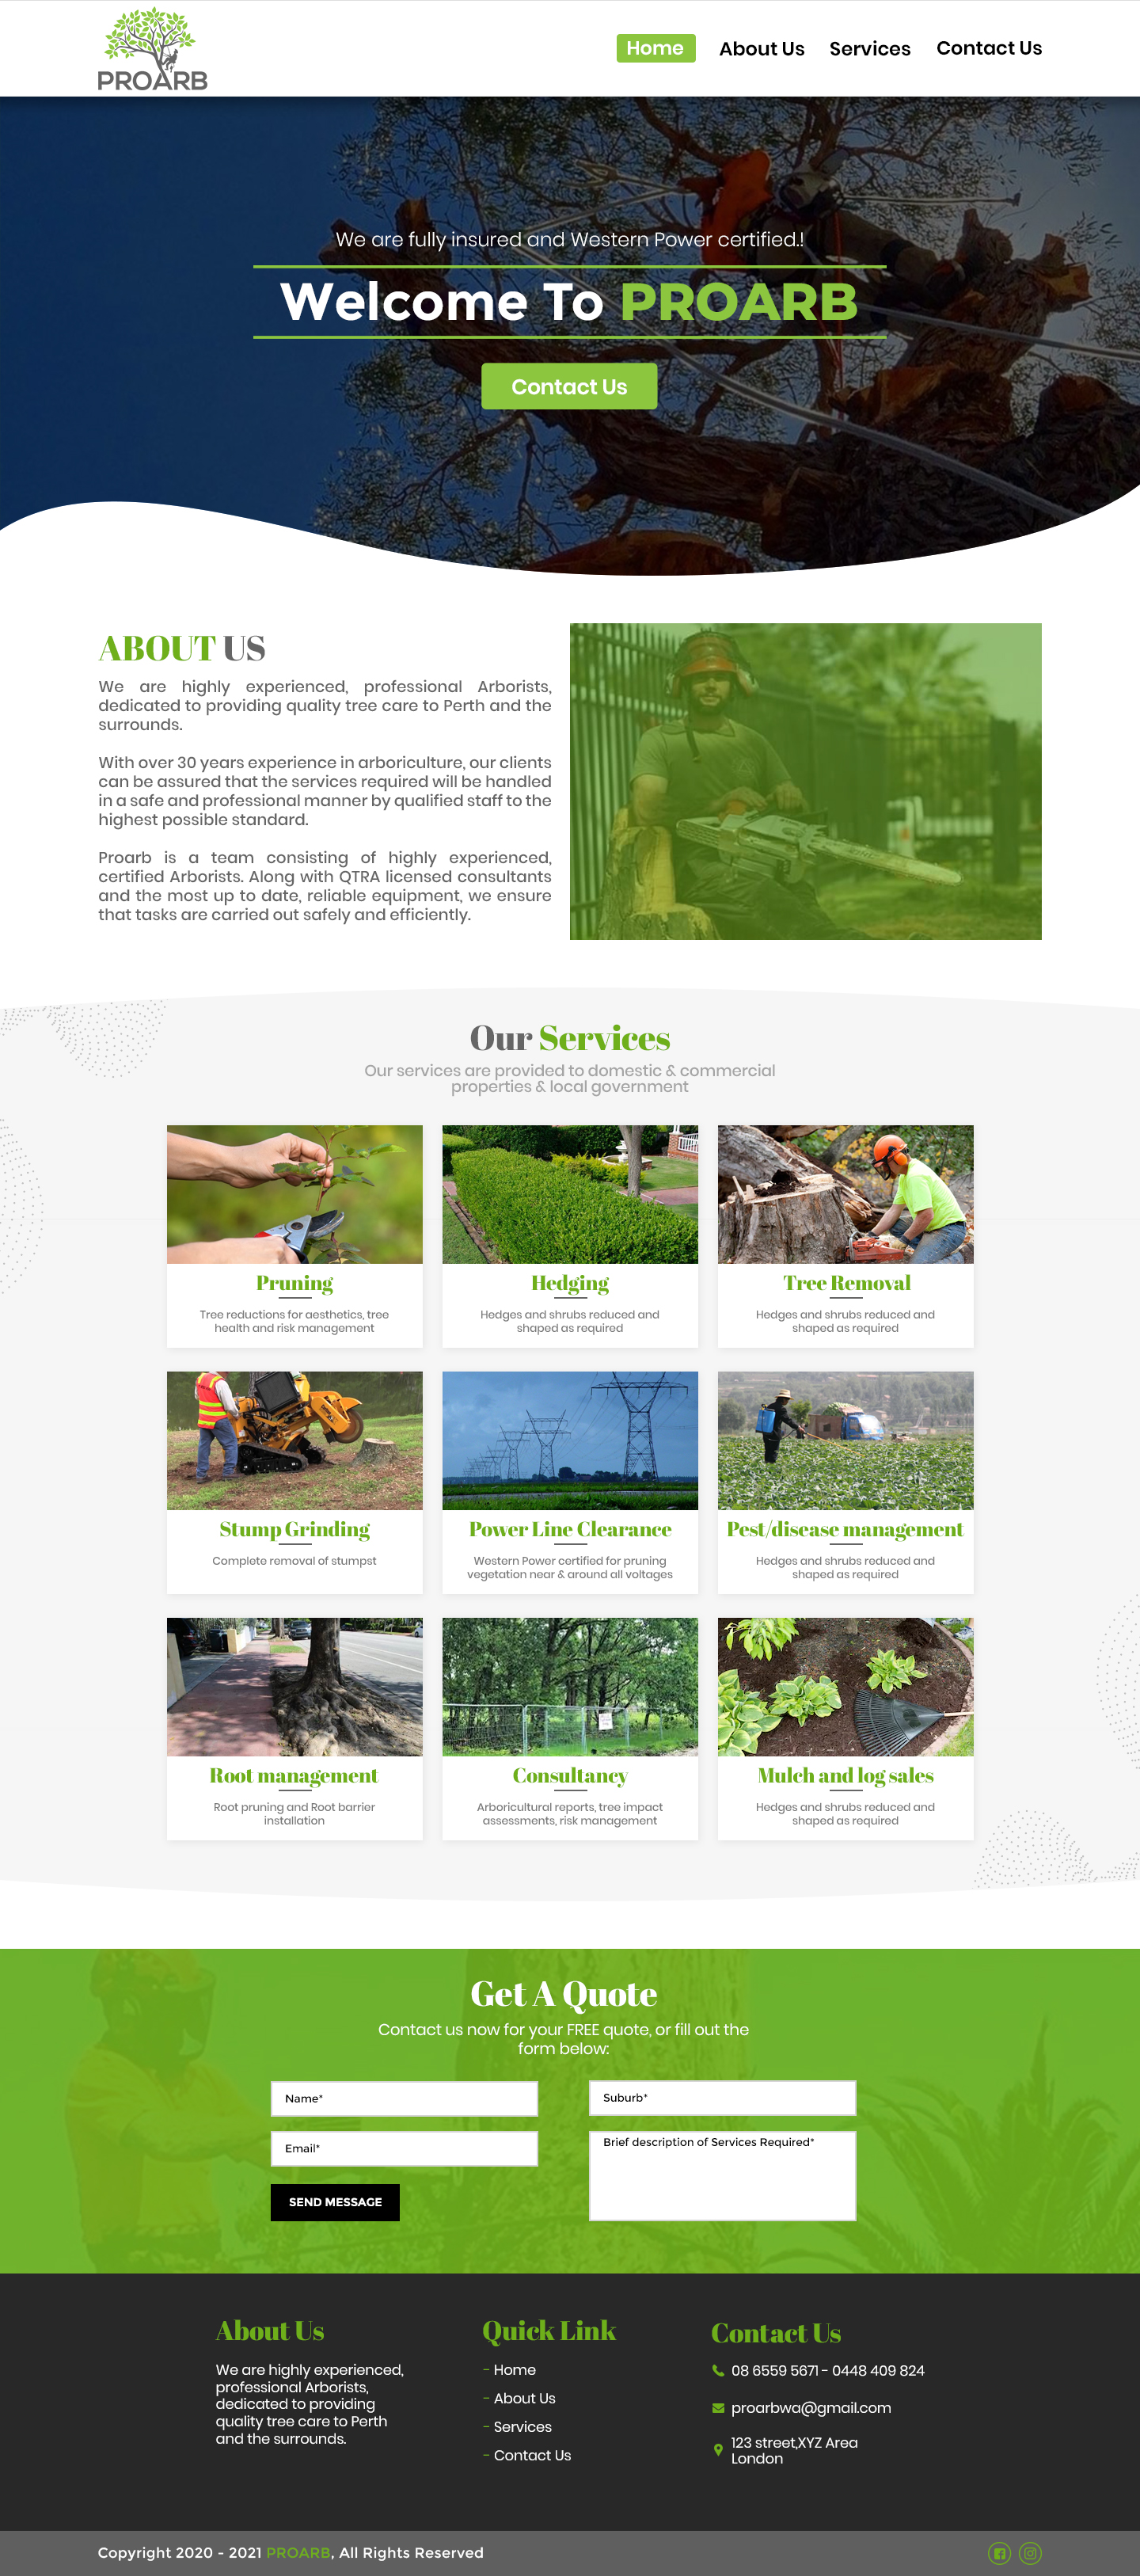 PROARB
Home
About Us
Services
Contact Us
We are fully insured and Western Power certified.!
Welcome To PROARB
Contact Us
ABOUT US
We are highly experienced, professional Arborists,
dedicated to providing quality tree care to Perth and the
surrounds.
With over 30 years experience in arboriculture, our clients
can be assured that the services required will be handled
in a safe and professional manner by qualified staff to the
highest possible standard.
Proarb is a team consisting of highly experienced,
certified Arborists. Along with QTRA licensed consultants
and the most up to date, reliable equipment, we ensure
that tasks are carried out safely and efficiently.
Our Services
Our services are provided to domestic & commercial
properties & local government
Pruning
Tree reductions for aesthetics, tree
health and risk management
Hedging
Hedges and shrubs reduced and
shaped as required
Tree Removal
Hedges and shrubs reduced and
shaped as required
Stump Grinding
Complete removal of stumpst
Power Line Clearance
Western Power certified for pruning
vegetation near & around all voltages
Pest/disease management
Hedges and shrubs reduced and
shaped as required
Root management
Root pruning and Root barrier
installation
Consultancy
Arboricultural reports, tree impact
assessments, risk management
Mulch and log sales
Hedges and shrubs reduced and
shaped as required
Get A Quote
Contact us now for your FREE quote, or fill out the
form below:
Name*
Suburb*
Email*
Brief description of Services Required*
SEND MESSAGE
About Us
We are highly experienced,
professional Arborists,
dedicated to providing
quality tree care to Perth
and the surrounds.
Quick Link
- Home
- About Us
- Services
- Contact Us
Contact Us
08 6559 5671 - 0448 409 824
proarbwa@gmail.com
123 street,XYZ Area
London
Copyright 2020 - 2021 PROARB, All Rights Reserved